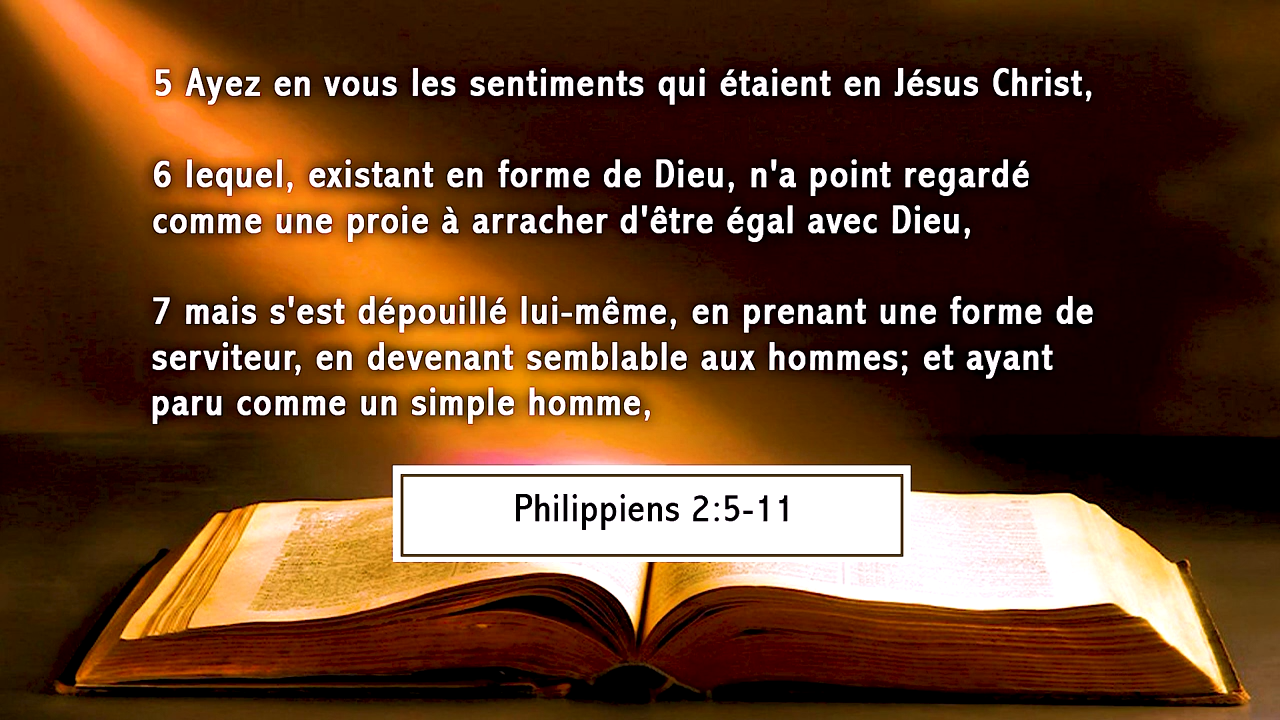 5 Ayez en vous les sentiments qui étaient en Jésus Christ,
6 lequel, existant en forme de Dieu, n'a point regardé
comme une proie à arracher d'être égal avec Dieu,
7 mais s'est dépouillé lui-même, en prenant une forme de
serviteur, en devenant semblable aux hommes; et ayant
paru comme un simple homme,
Philippiens 2:5-11